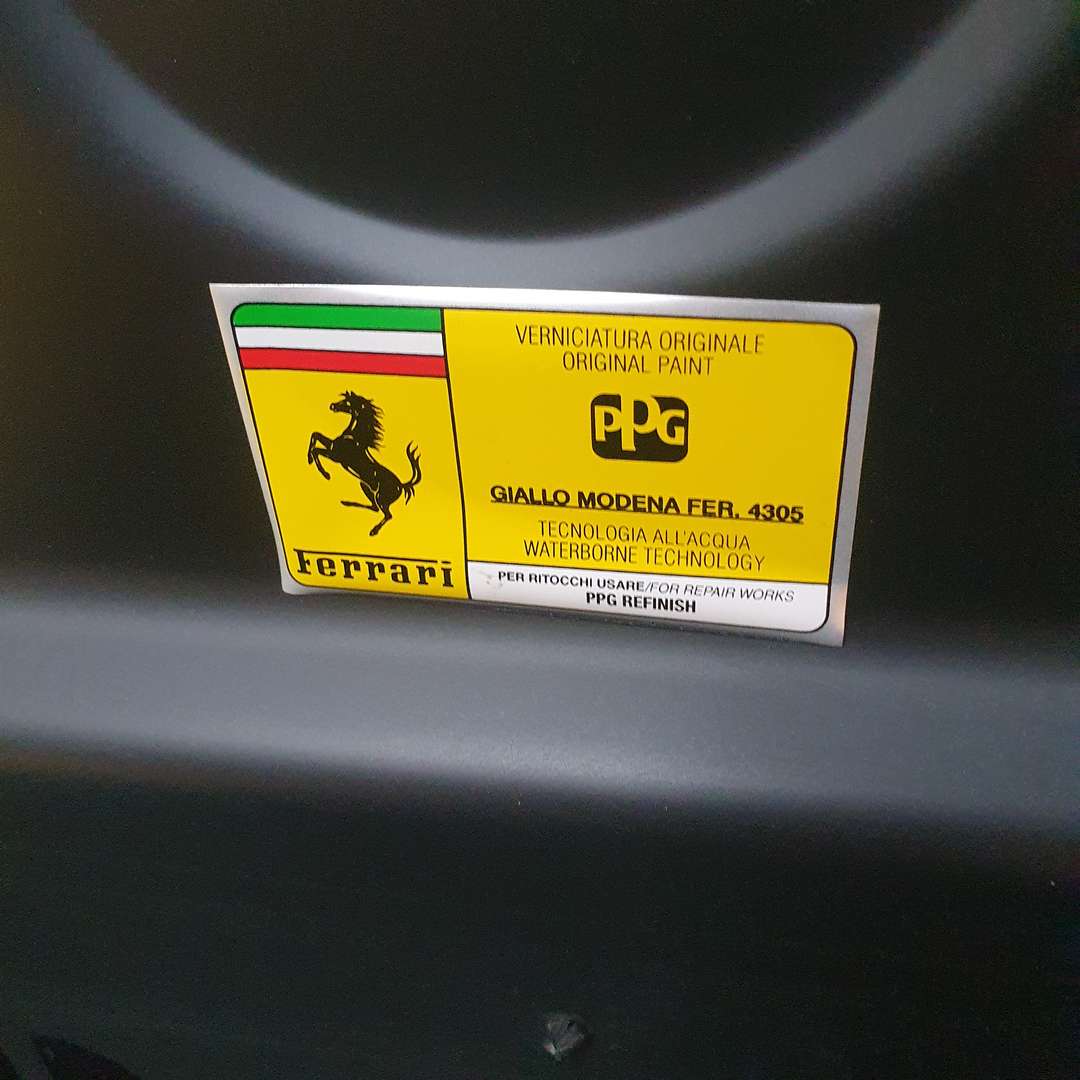 VERNICIATURA ORIGINALE
ORIGINAL PAINT
PPG
GIALLO MODENA FER. 4305
TECNOLOGIA ALL'ACQUA
WATERBORNE TECHNOLOGY
Ferrari
PER RITOCCHI USARE/FOR REPAIR WORKS
PPG REFINISH